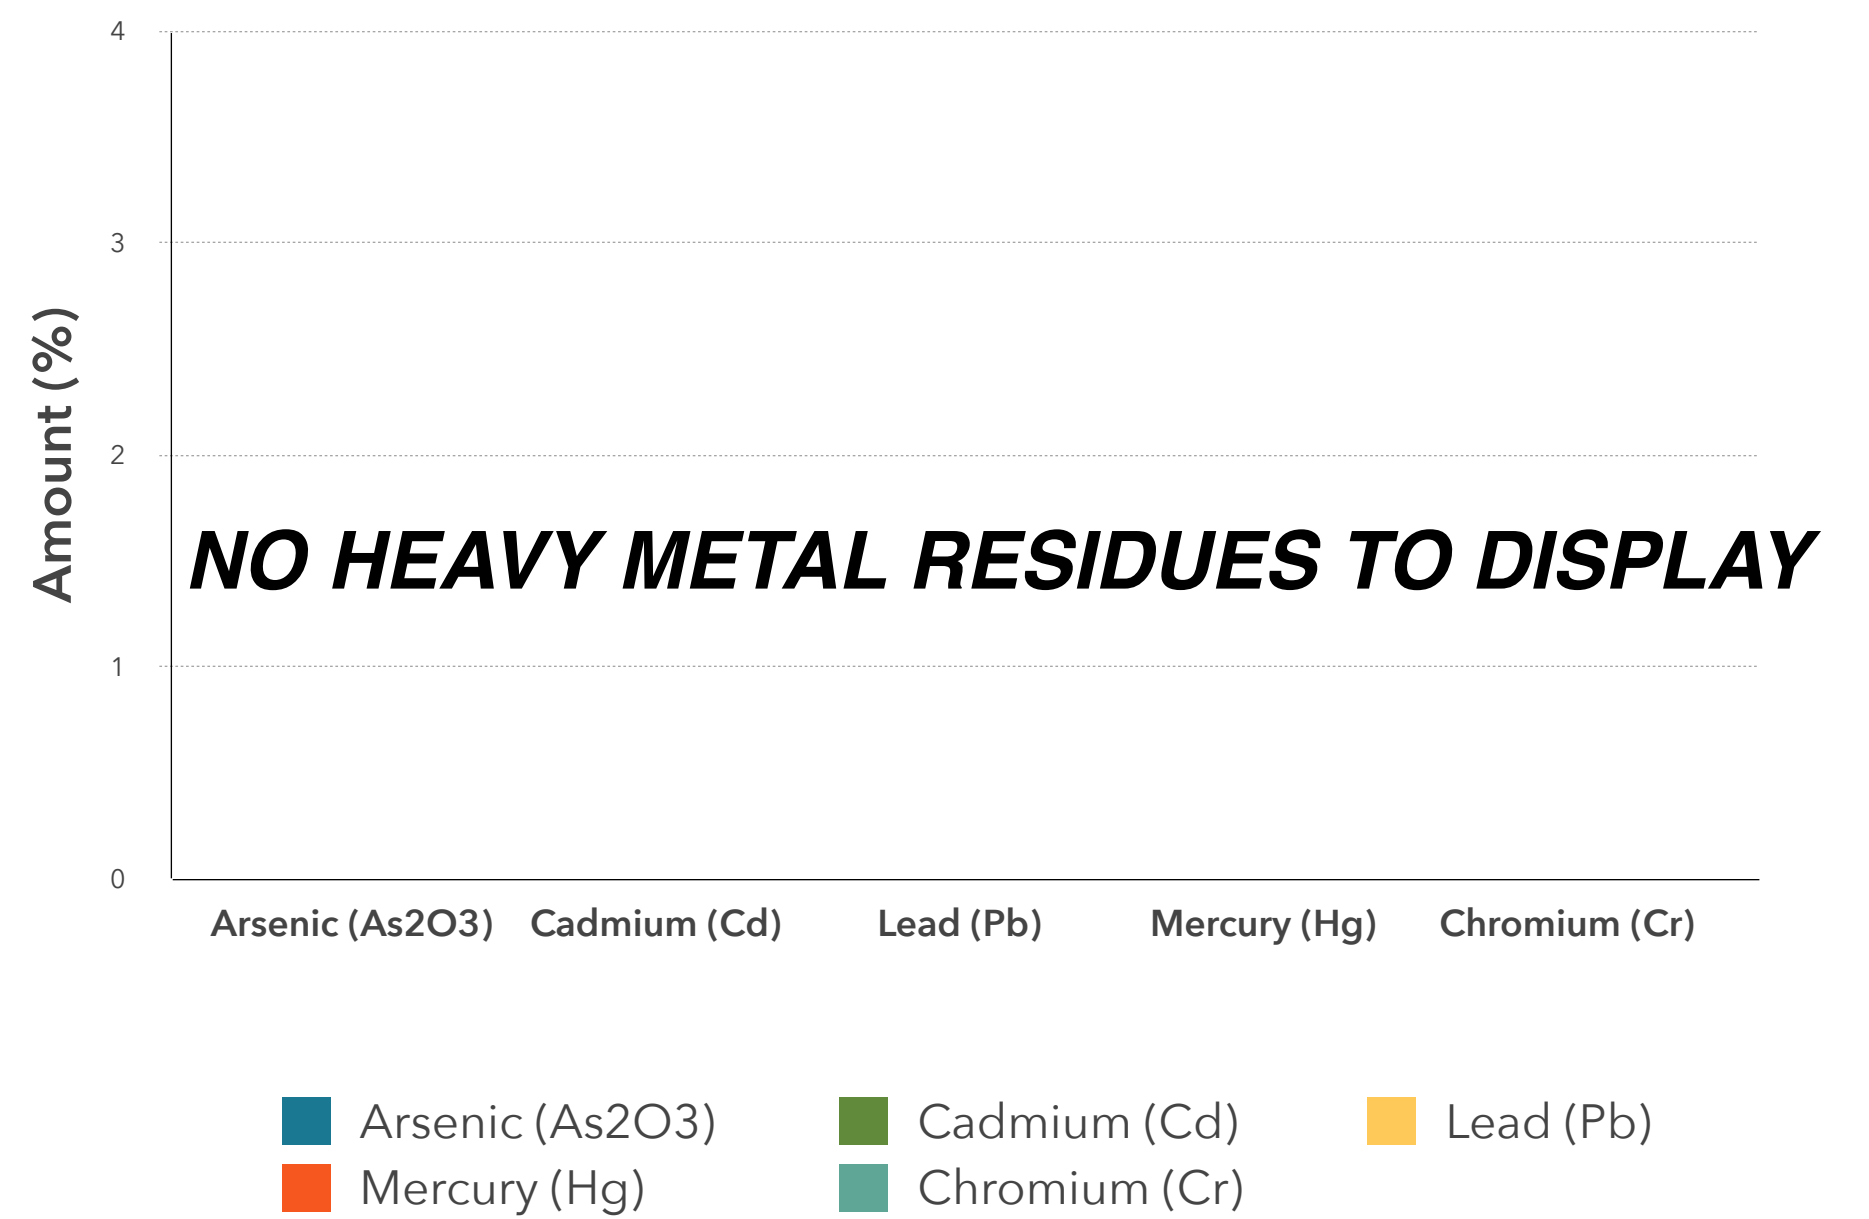 4
3
2
1
0
Amount (%)
NO HEAVY METAL RESIDUES TO DISPLAY
Arsenic (As2O3) Cadmium (Cd) Lead (Pb) Mercury (Hg) Chromium (Cr)
Arsenic (As2O3) Cadmium (Cd) Lead (Pb)
Mercury (Hg) Chromium (Cr)